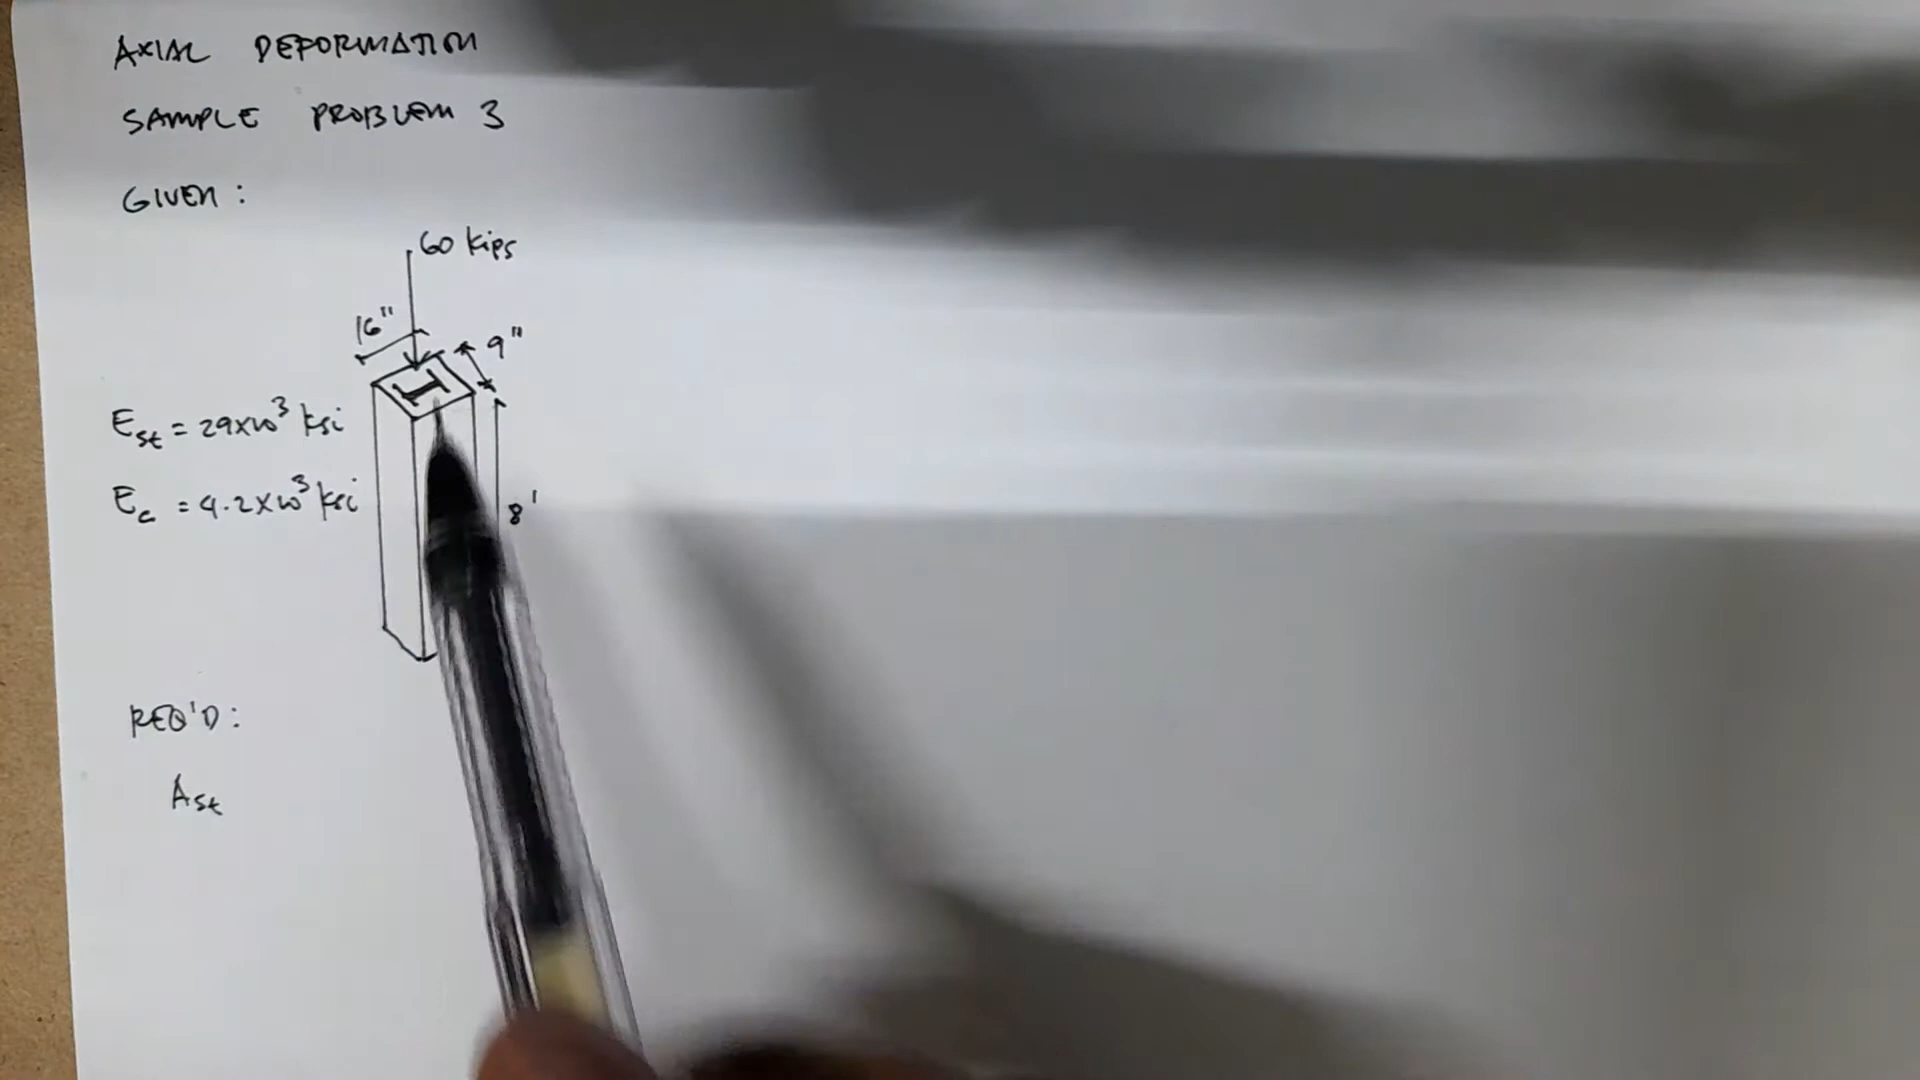 AXIAL DEFORMATION
SAMPLE PROBLEM 3
GIVEN:
60 kips
16"
9"
Est = 29x10³ ksi
Ec = 4.2x10³ ksi
8'
REQ'D:
Ast